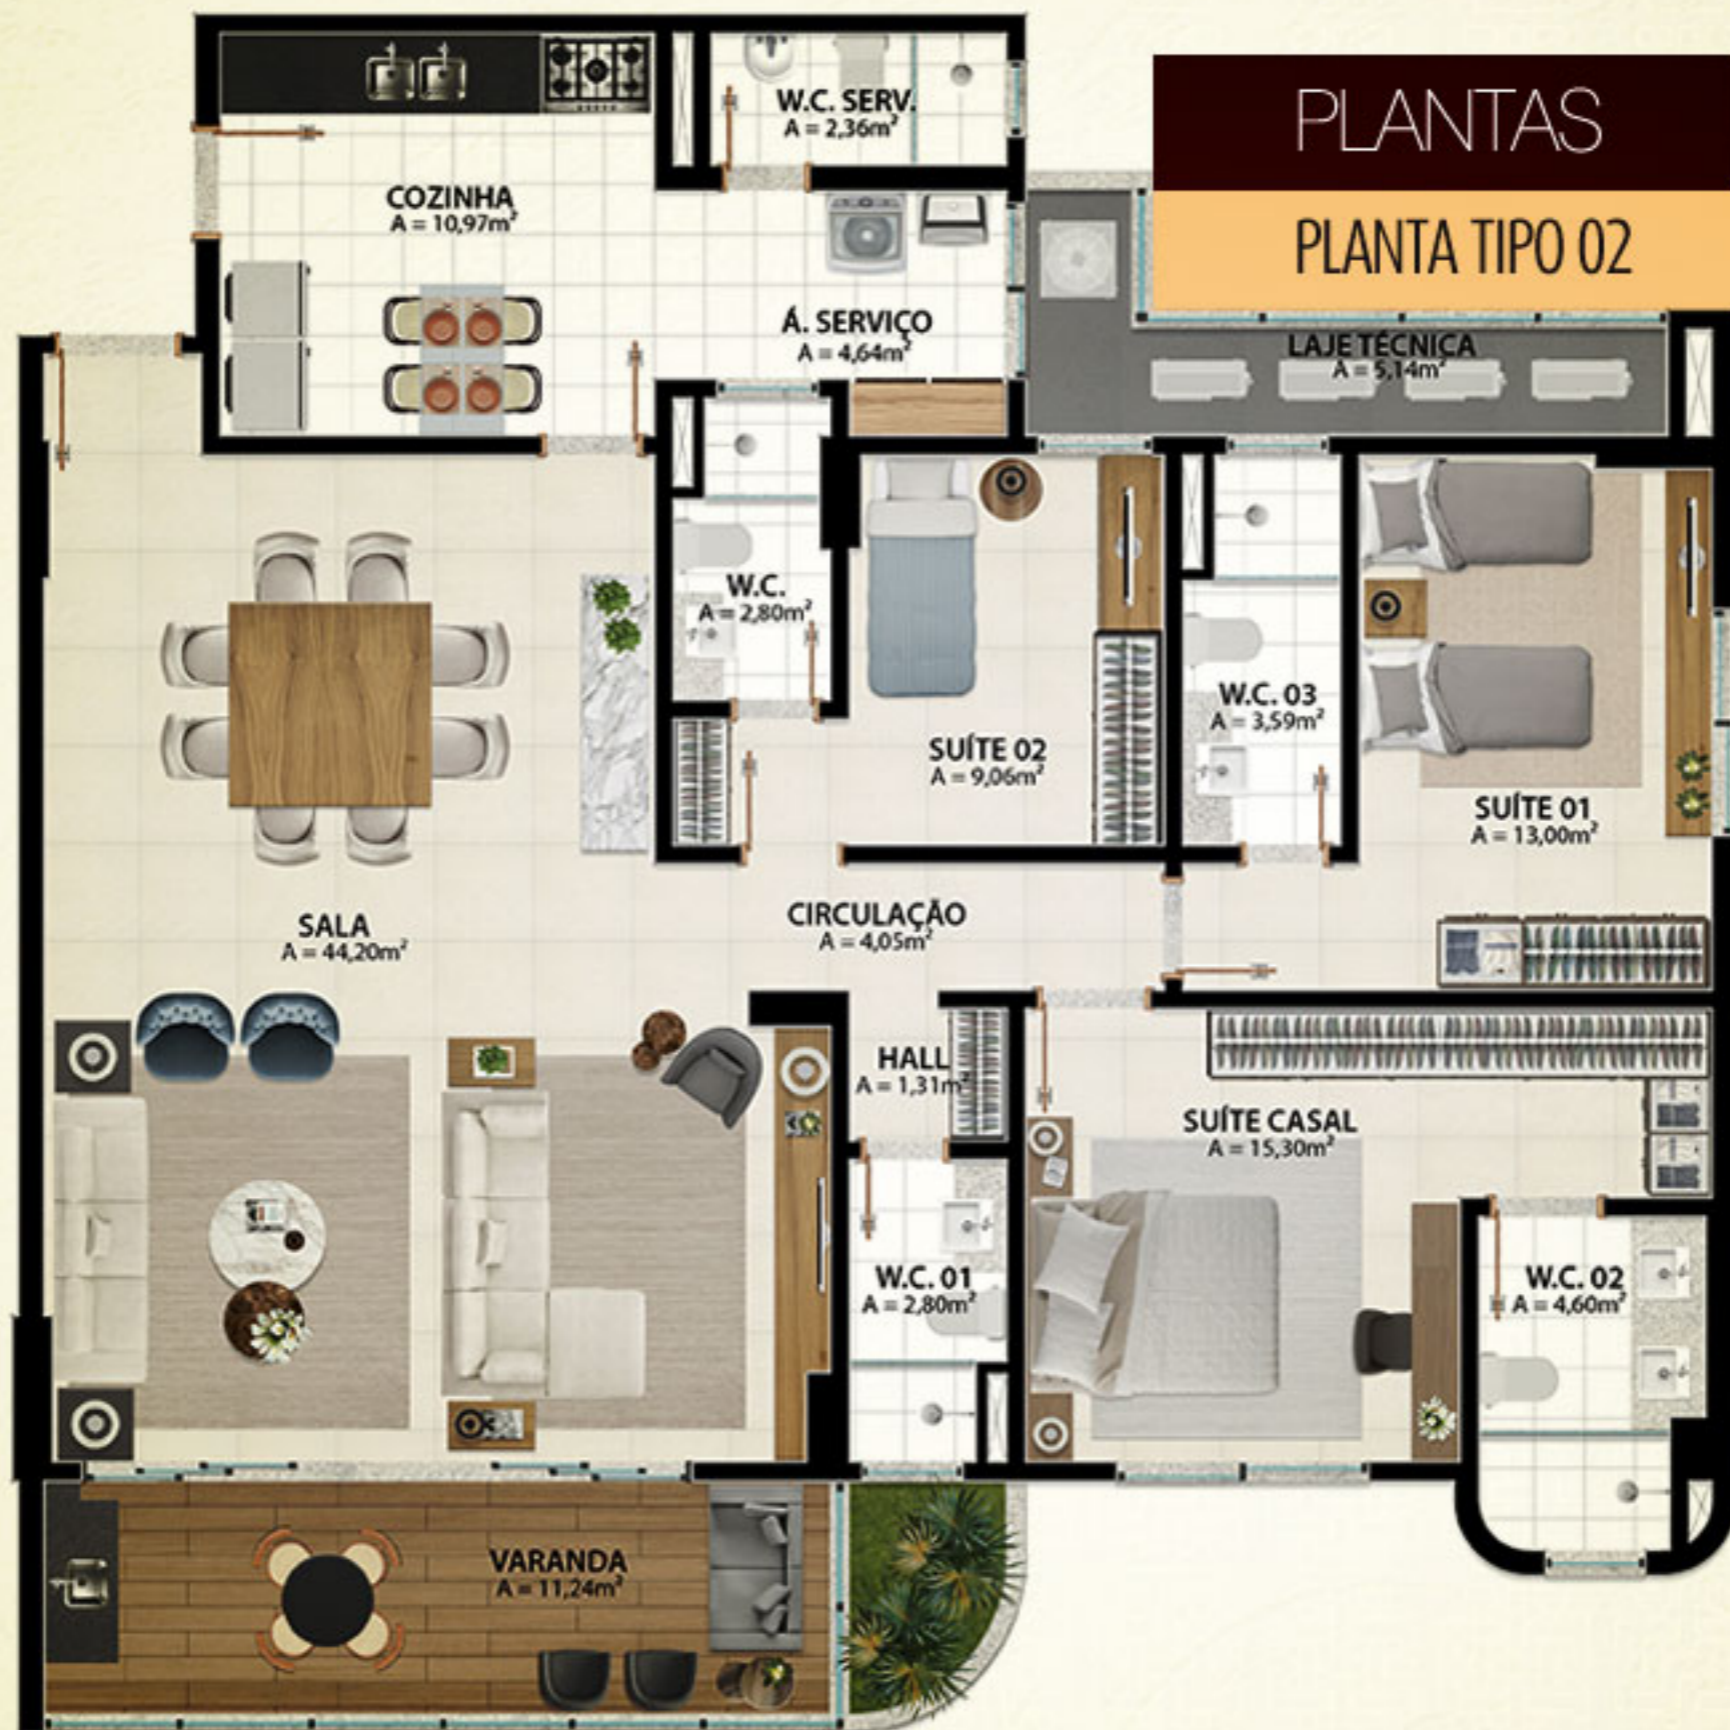 PLANTAS
PLANTA TIPO 02
W.C. SERV.
A = 2,36m²
COZINHA
A = 10,97m²
Á. SERVIÇO
A = 4,64m²
LAJE TÉCNICA
A = 5,14m²
W.C.
A = 2,80m²
SUÍTE 02
A = 9,06m²
W.C. 03
A = 3,59m²
SUÍTE 01
A = 13,00m²
SALA
A = 44,20m²
CIRCULAÇÃO
A = 4,05m²
HALL
A = 1,31m²
SUÍTE CASAL
A = 15,30m²
W.C. 01
A = 2,80m²
W.C. 02
A = 4,60m²
VARANDA
A = 11,24m²